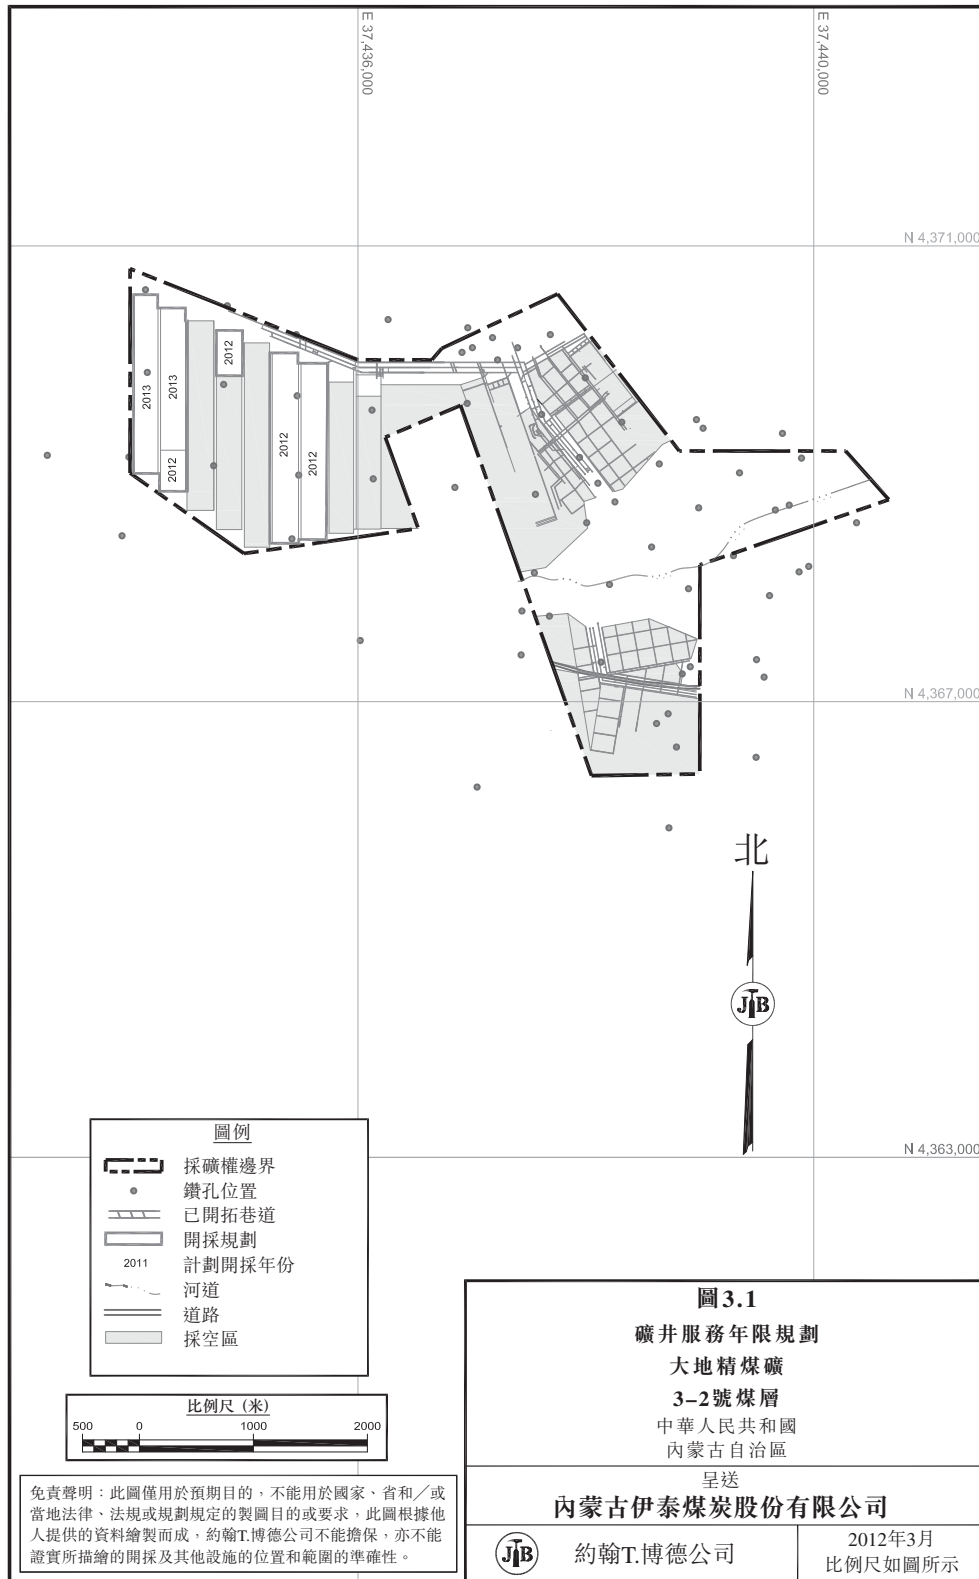 E 37,436,000
E 37,440,000
N 4,371,000
2013
2013
2012
2012
2012
2012
N 4,367,000
北
JTB
N 4,363,000
圖例
採礦權邊界
鑽孔位置
已開拓巷道
開採規劃
2011 計劃開採年份
河道
道路
採空區
比例尺 (米)
500 0 1000 2000
免責聲明：此圖僅用於預期目的，不能用於國家、省和／或
當地法律、法規或規劃規定的製圖目的或要求，此圖根據他
人提供的資料繪製而成，約翰T.博德公司不能擔保，亦不能
證實所描繪的開採及其他設施的位置和範圍的準確性。
圖3.1
礦井服務年限規劃
大地精煤礦
3–2號煤層
中華人民共和國
內蒙古自治區
呈送
內蒙古伊泰煤炭股份有限公司
JTB 約翰T.博德公司
2012年3月
比例尺如圖所示